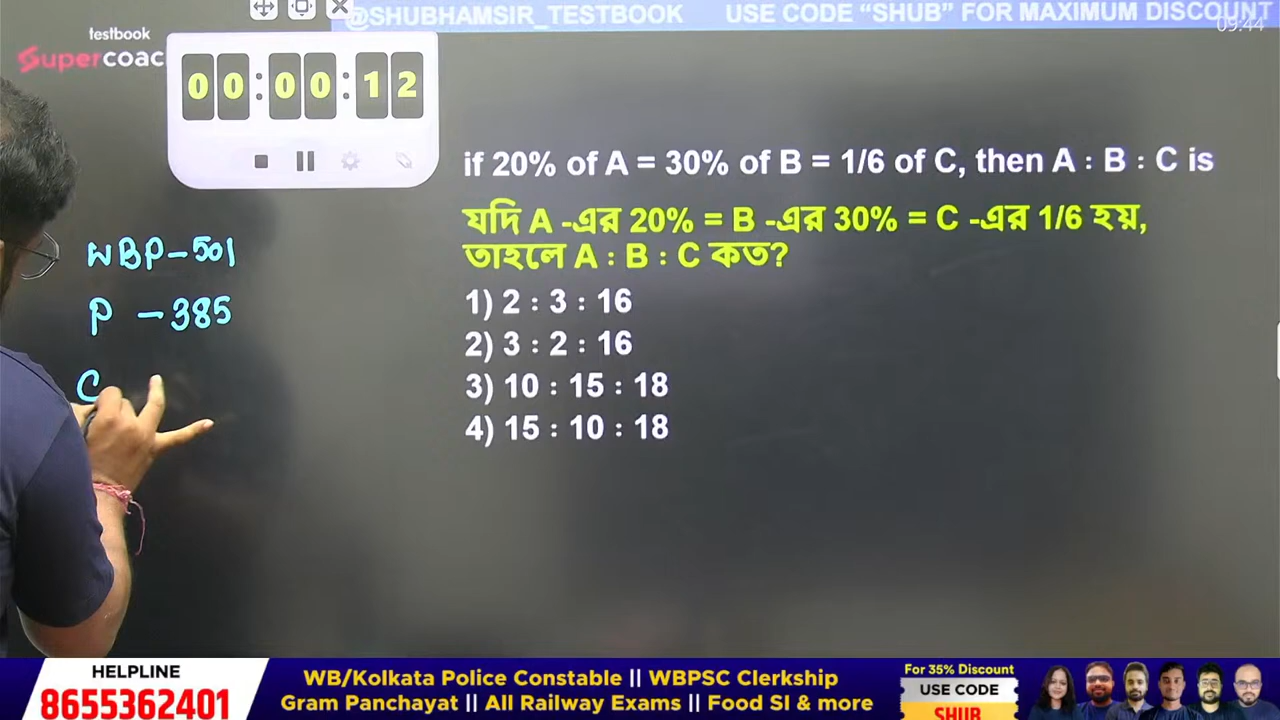 @SHUBHAMSIR_TESTBOOK USE CODE “SHUB” FOR MAXIMUM DISCOUNT
09:44
testbook
Supercoac
00:00:12
if 20% of A = 30% of B = 1/6 of C, then A : B : C is
যদি A -এর 20% = B -এর 30% = C -এর 1/6 হয়,
তাহলে A : B : C কত?
1) 2 : 3 : 16
2) 3 : 2 : 16
3) 10 : 15 : 18
4) 15 : 10 : 18
WBP-501
P - 385
C
HELPLINE
8655362401
WB/Kolkata Police Constable || WBPSC Clerkship
Gram Panchayat || All Railway Exams || Food SI & more
For 35% Discount
USE CODE
SHUB